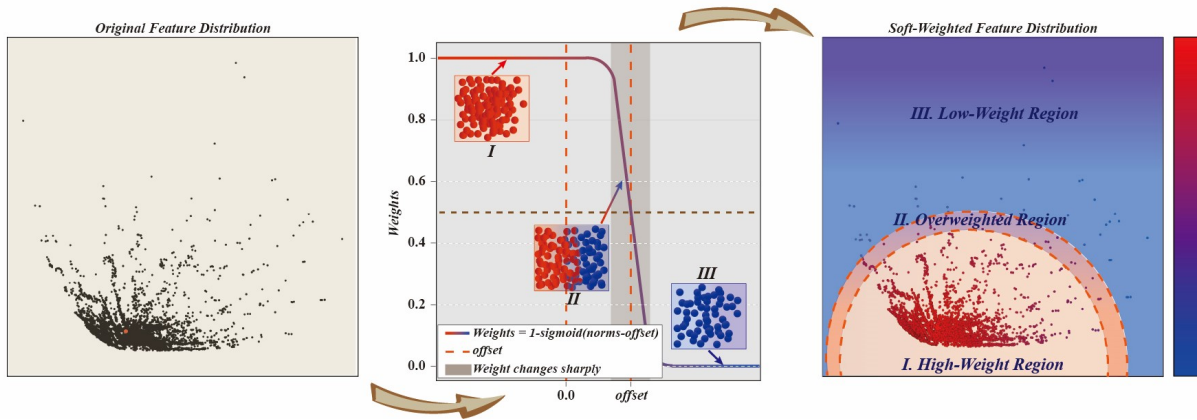 Original Feature Distribution
1.0
0.8
0.6
0.4
0.2
0.0
Weights
I
II
III
Weights = 1-sigmoid(norms-offset)
offset
Weight changes sharply
0.0
offset
Soft-Weighted Feature Distribution
III. Low-Weight Region
II. Overweighted Region
I. High-Weight Region